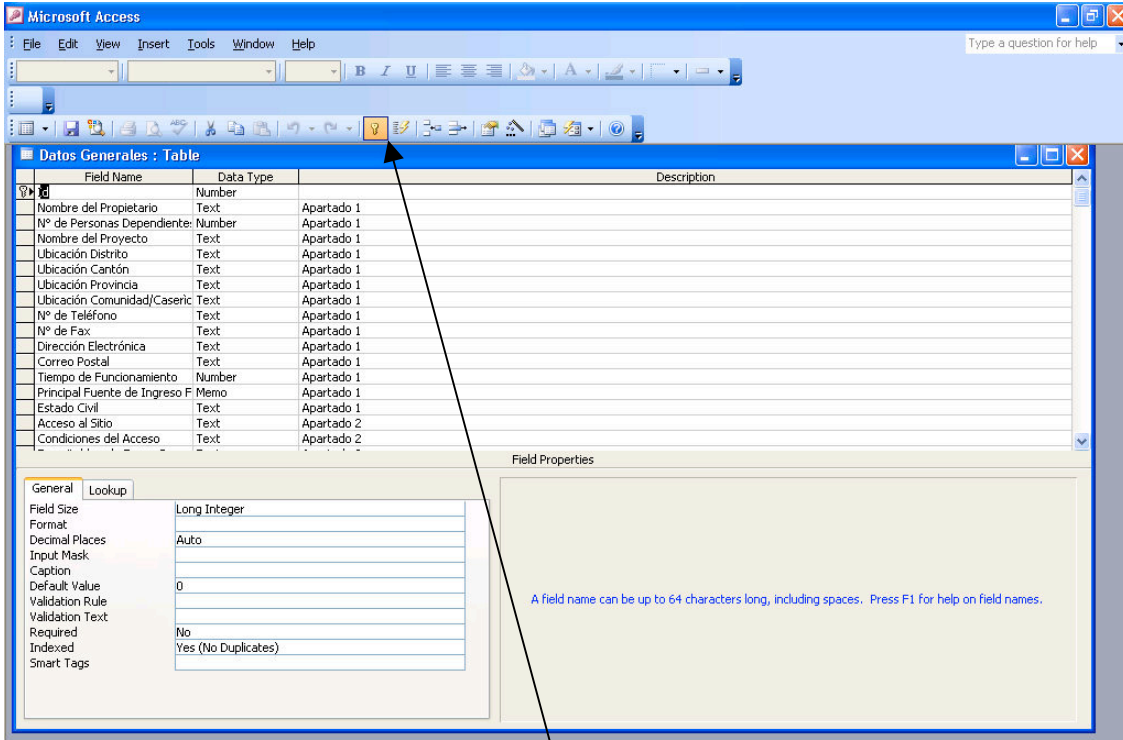 Microsoft Access
File Edit View Insert Tools Window Help Type a question for help
B I U A
Datos Generales : Table
Field Name Data Type Description
Id Number
Nombre del Propietario Text Apartado 1
Nº de Personas Dependientes Number Apartado 1
Nombre del Proyecto Text Apartado 1
Ubicación Distrito Text Apartado 1
Ubicación Cantón Text Apartado 1
Ubicación Provincia Text Apartado 1
Ubicación Comunidad/Caserìc Text Apartado 1
Nº de Teléfono Text Apartado 1
Nº de Fax Text Apartado 1
Dirección Electrónica Text Apartado 1
Correo Postal Text Apartado 1
Tiempo de Funcionamiento Number Apartado 1
Principal Fuente de Ingreso F Memo Apartado 1
Estado Civil Text Apartado 1
Acceso al Sitio Text Apartado 2
Condiciones del Acceso Text Apartado 2
Field Properties
General Lookup
Field Size Long Integer
Format
Decimal Places Auto
Input Mask
Caption
Default Value 0
Validation Rule
Validation Text
Required No
Indexed Yes (No Duplicates)
Smart Tags
A field name can be up to 64 characters long, including spaces. Press F1 for help on field names.